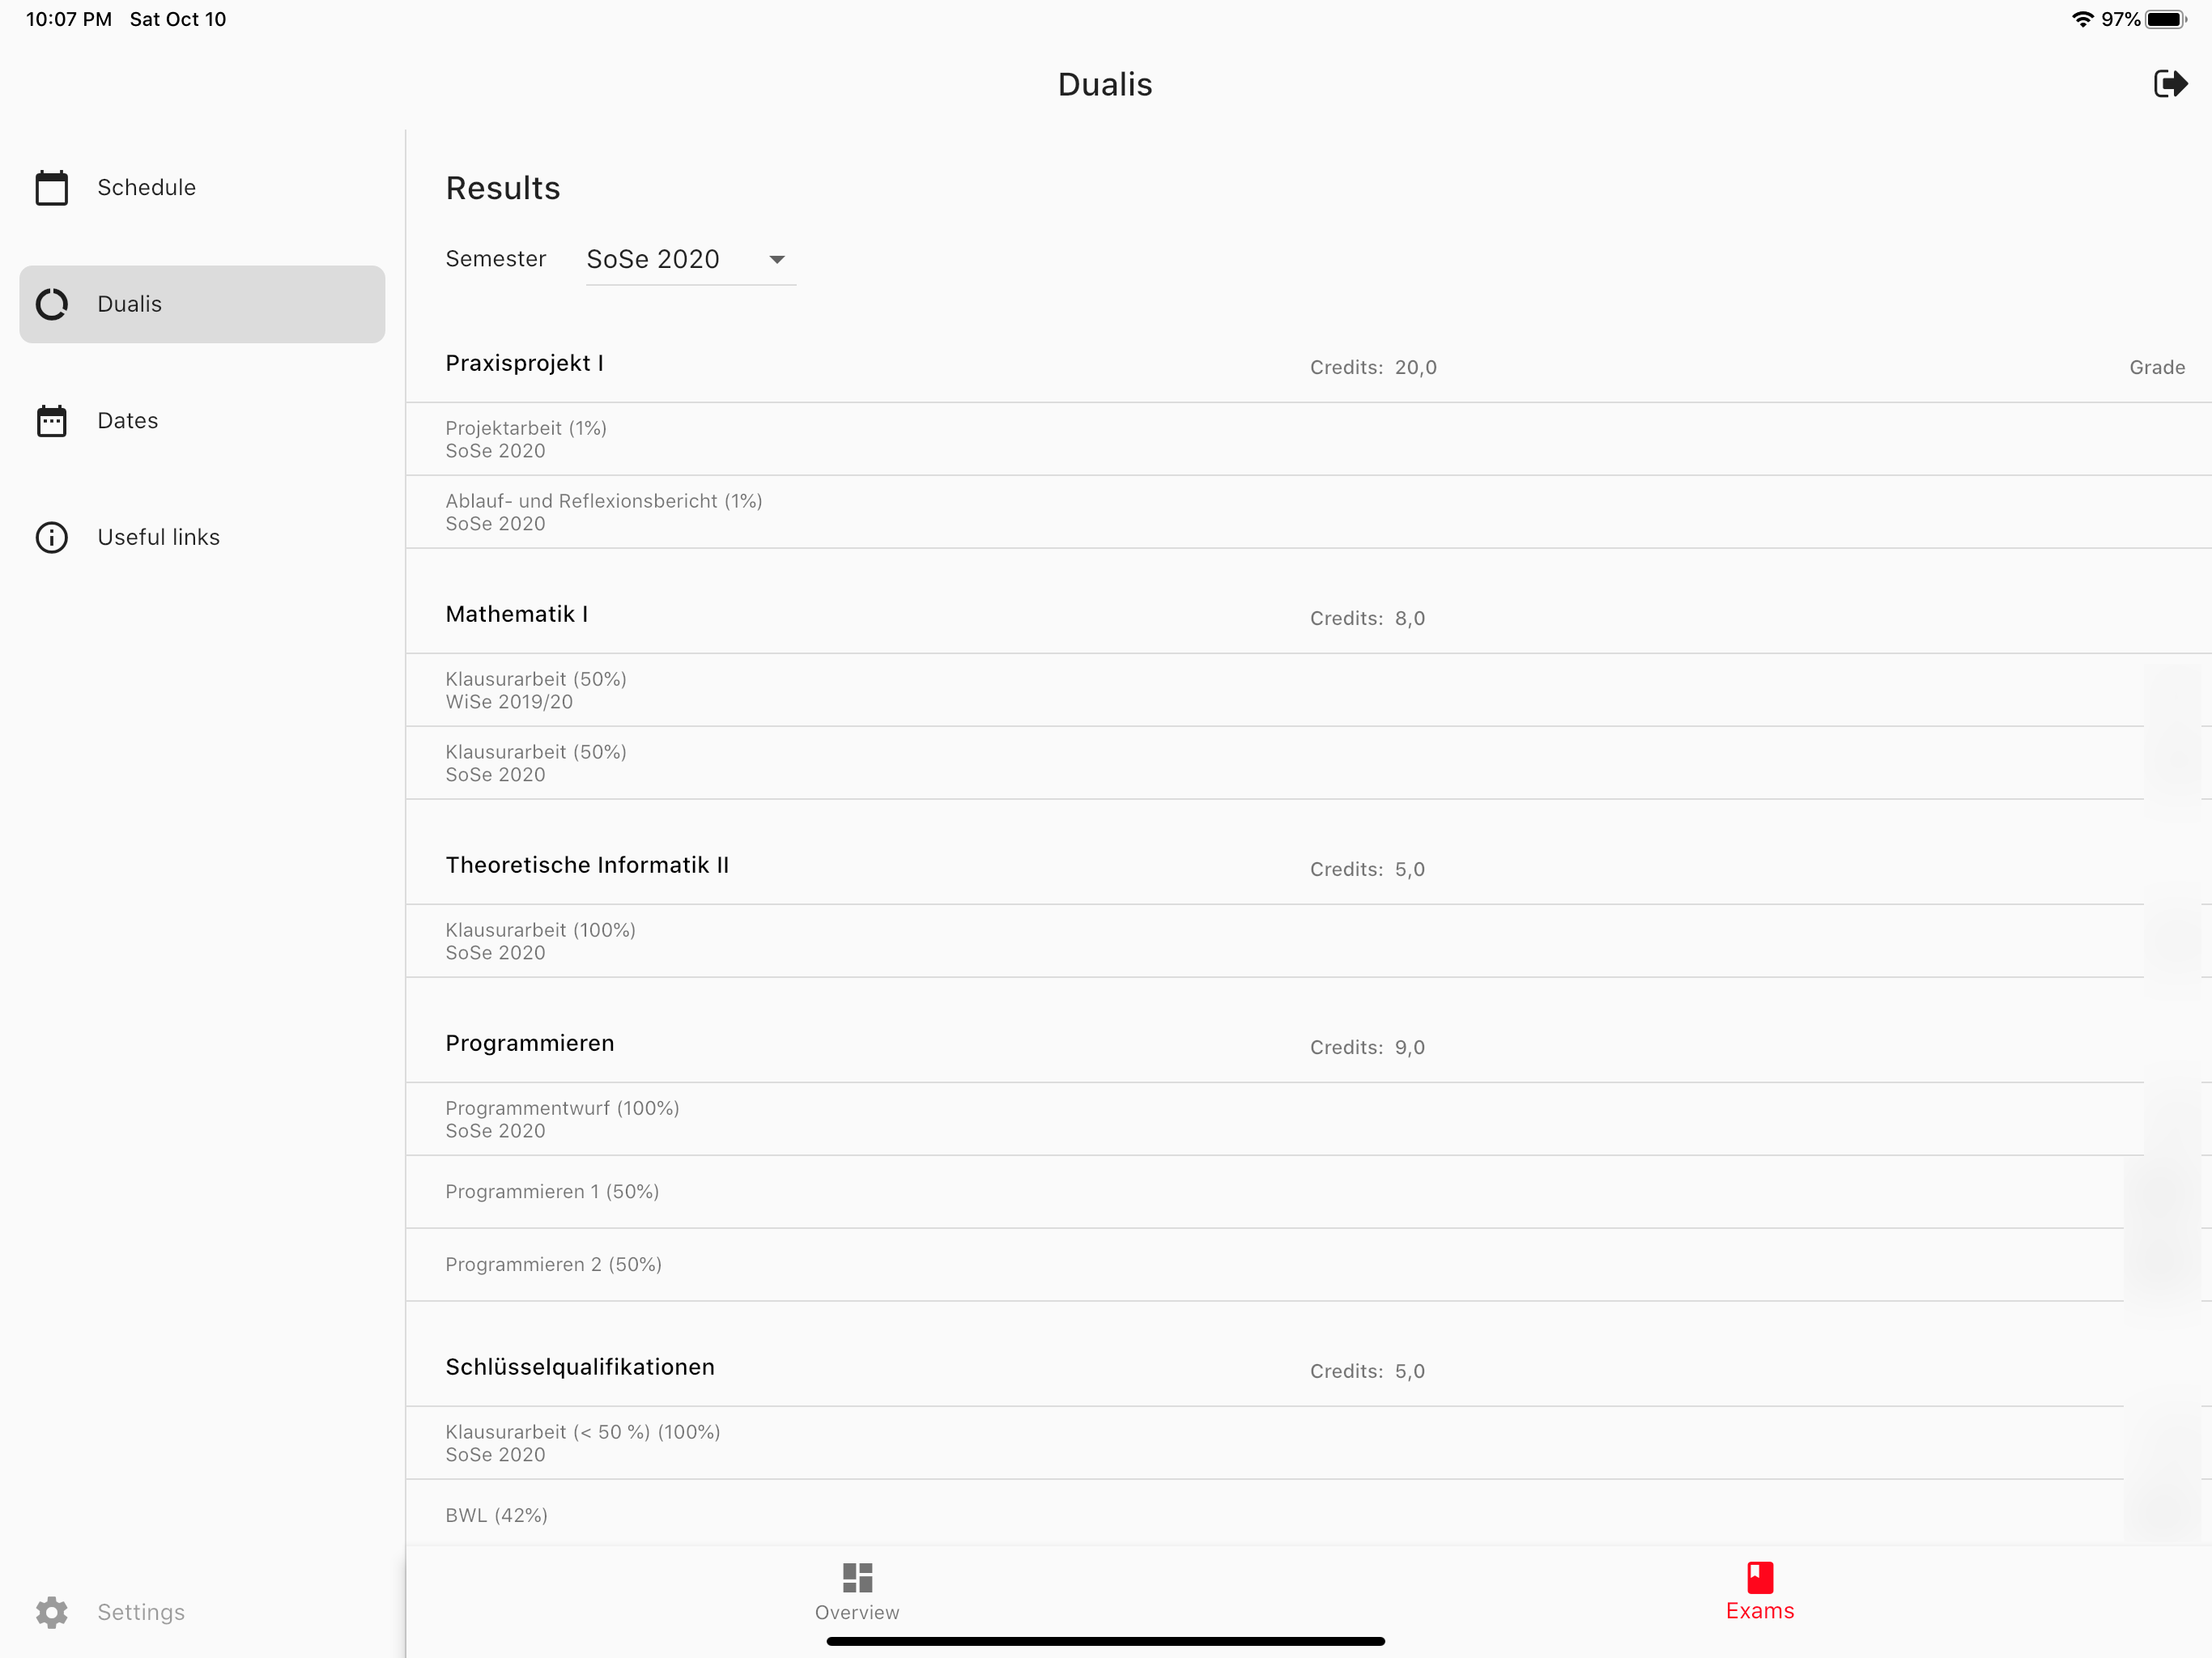 10:07 PM Sat Oct 10
97%
Dualis
Schedule
Dualis
Dates
Useful links
Settings
Results
Semester SoSe 2020
Praxisprojekt I Credits: 20,0 Grade
Projektarbeit (1%)
SoSe 2020
Ablauf- und Reflexionsbericht (1%)
SoSe 2020
Mathematik I Credits: 8,0
Klausurarbeit (50%)
WiSe 2019/20
Klausurarbeit (50%)
SoSe 2020
Theoretische Informatik II Credits: 5,0
Klausurarbeit (100%)
SoSe 2020
Programmieren Credits: 9,0
Programmentwurf (100%)
SoSe 2020
Programmieren 1 (50%)
Programmieren 2 (50%)
Schlüsselqualifikationen Credits: 5,0
Klausurarbeit (< 50 %) (100%)
SoSe 2020
BWL (42%)
Overview
Exams